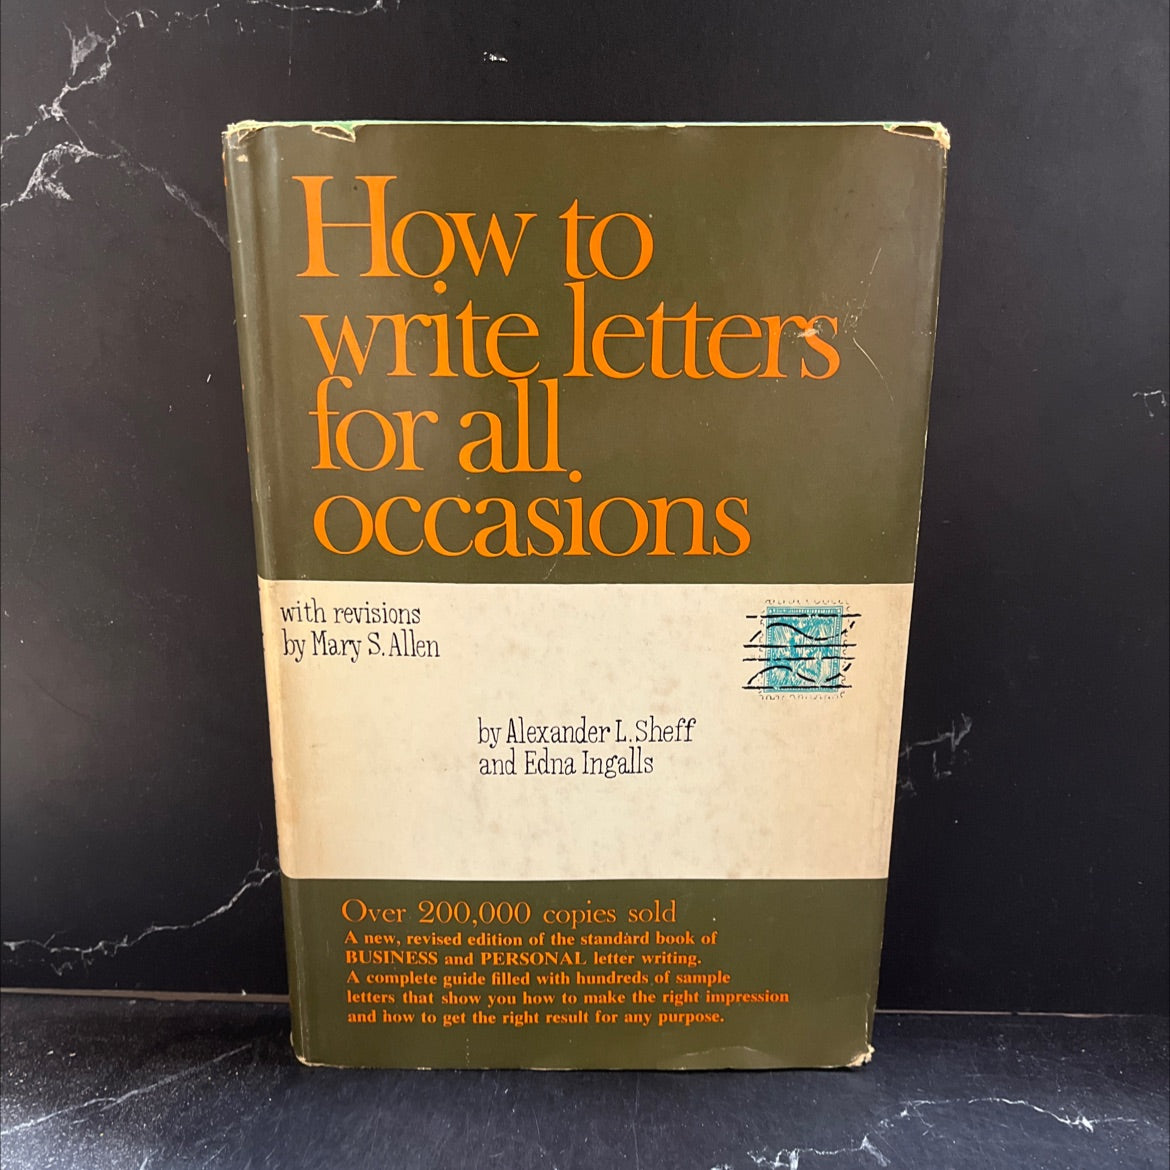 How to
write letters
for all
occasions
with revisions
by Mary S. Allen
by Alexander L. Sheff
and Edna Ingalls
Over 200,000 copies sold
A new, revised edition of the standard book of
BUSINESS and PERSONAL letter writing.
A complete guide filled with hundreds of sample
letters that show you how to make the right impression
and how to get the right result for any purpose.